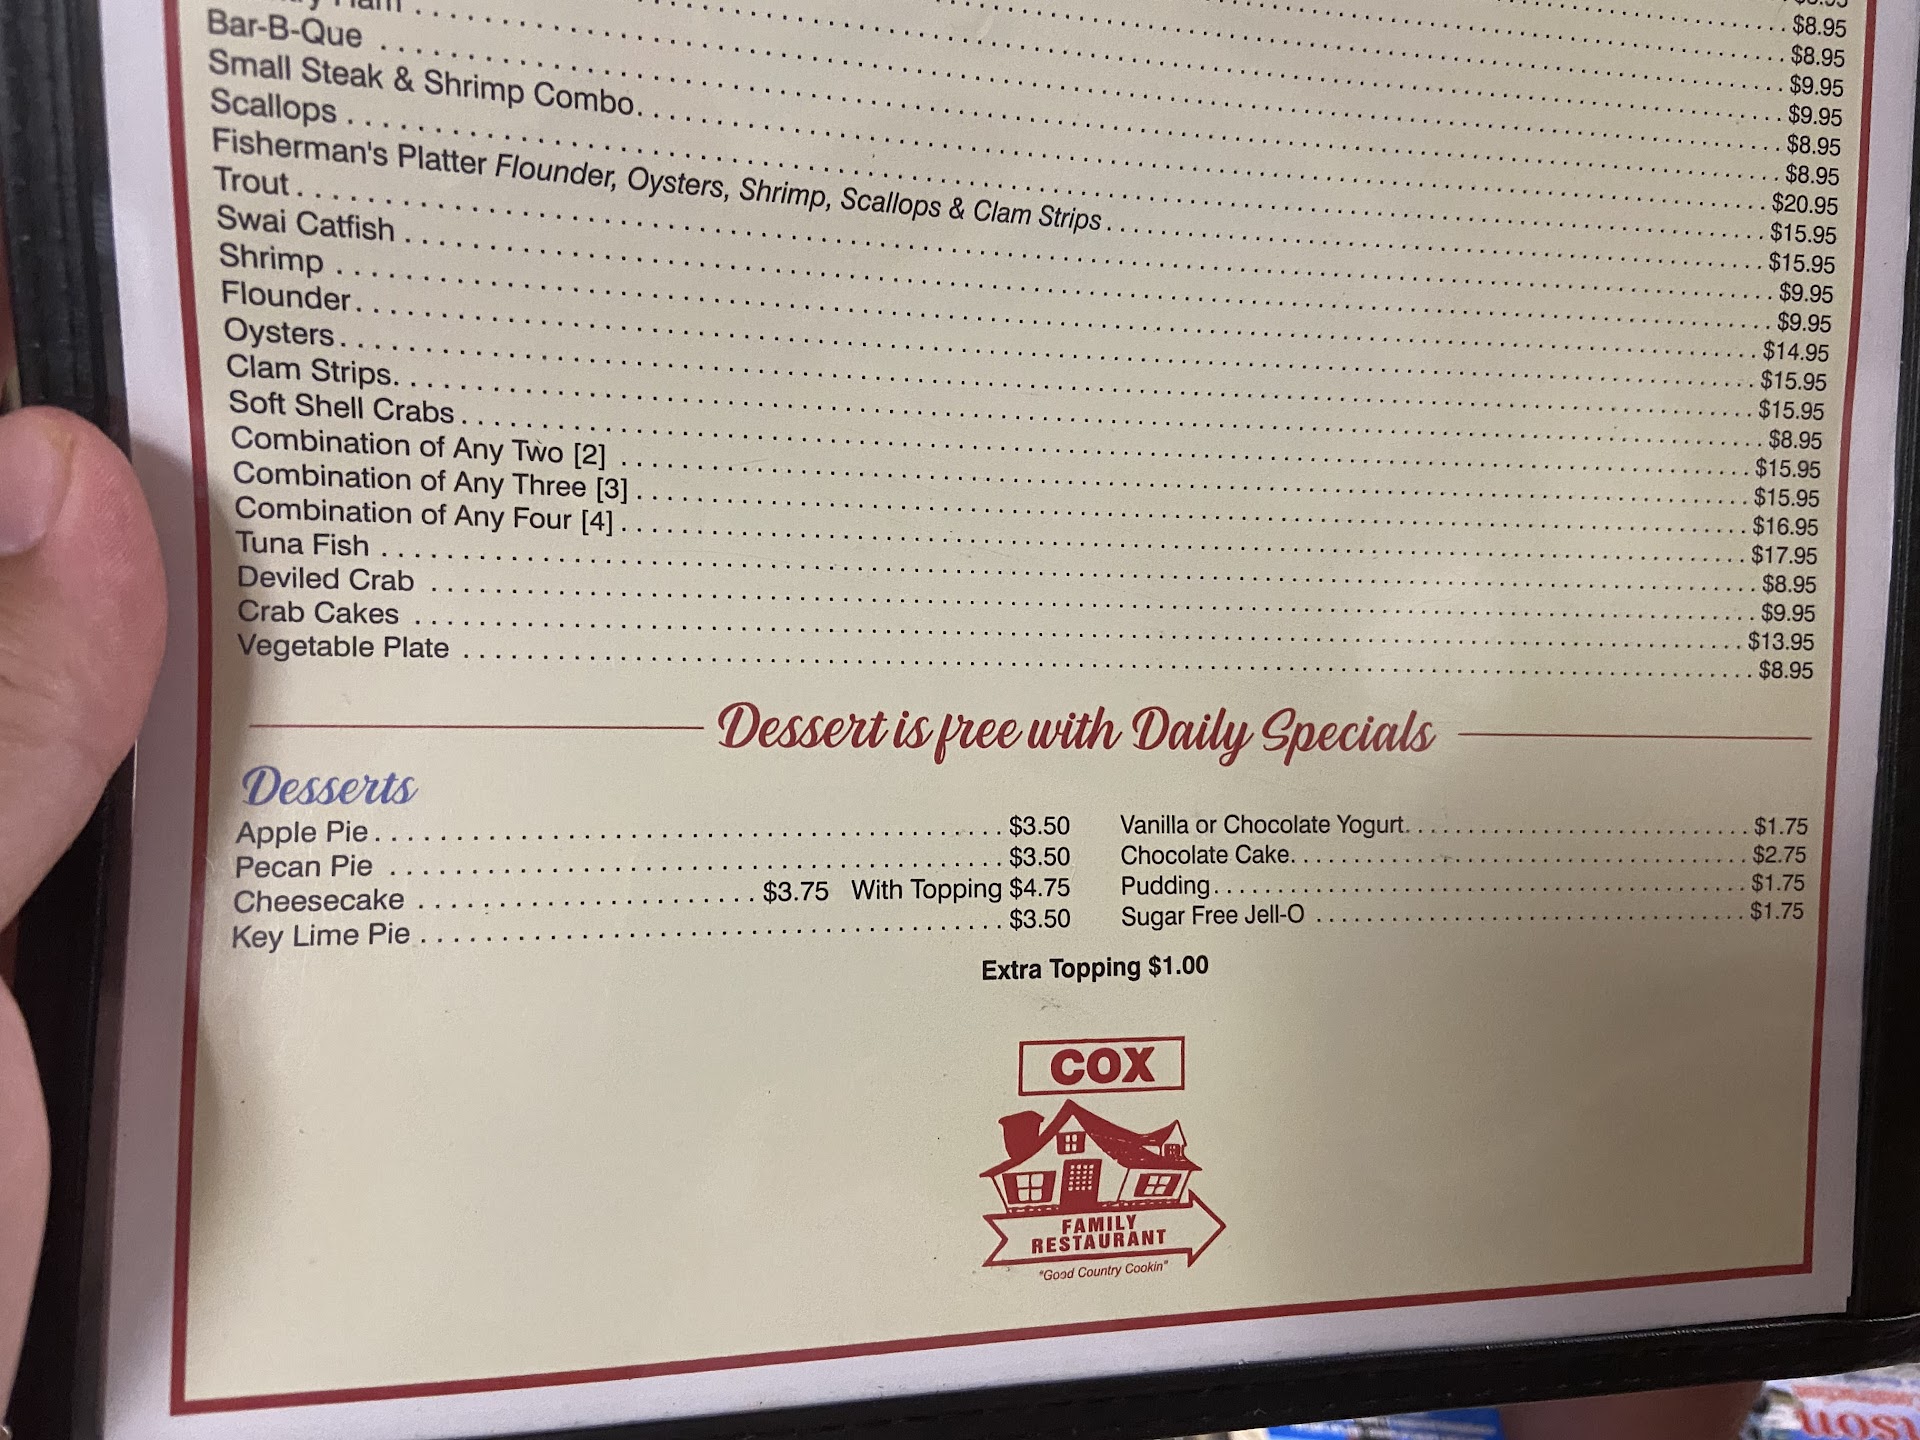 $8.95
$8.95
$9.95
$9.95
Ham . . . . . $8.95
Bar-B-Que . . . . . $8.95
Small Steak & Shrimp Combo. . . . . $20.95
Scallops . . . . . $15.95
Fisherman's Platter Flounder, Oysters, Shrimp, Scallops & Clam Strips . . . . . $15.95
Trout . . . . . $9.95
Swai Catfish . . . . . $9.95
Shrimp . . . . . $14.95
Flounder. . . . . $15.95
Oysters. . . . . $15.95
Clam Strips. . . . . $8.95
Soft Shell Crabs . . . . . $15.95
Combination of Any Two [2] . . . . . $15.95
Combination of Any Three [3] . . . . . $16.95
Combination of Any Four [4] . . . . . $17.95
Tuna Fish . . . . . $8.95
Deviled Crab . . . . . $9.95
Crab Cakes . . . . . $13.95
Vegetable Plate . . . . . $8.95
Dessert is free with Daily Specials
Desserts
Apple Pie . . . . . $3.50
Pecan Pie . . . . . $3.50
Cheesecake . . . . . $3.75 With Topping $4.75
Key Lime Pie . . . . . $3.50
Vanilla or Chocolate Yogurt. . . . . $1.75
Chocolate Cake. . . . . $2.75
Pudding . . . . . $1.75
Sugar Free Jell-O . . . . . $1.75
Extra Topping $1.00
COX
FAMILY
RESTAURANT
"Good Country Cookin"